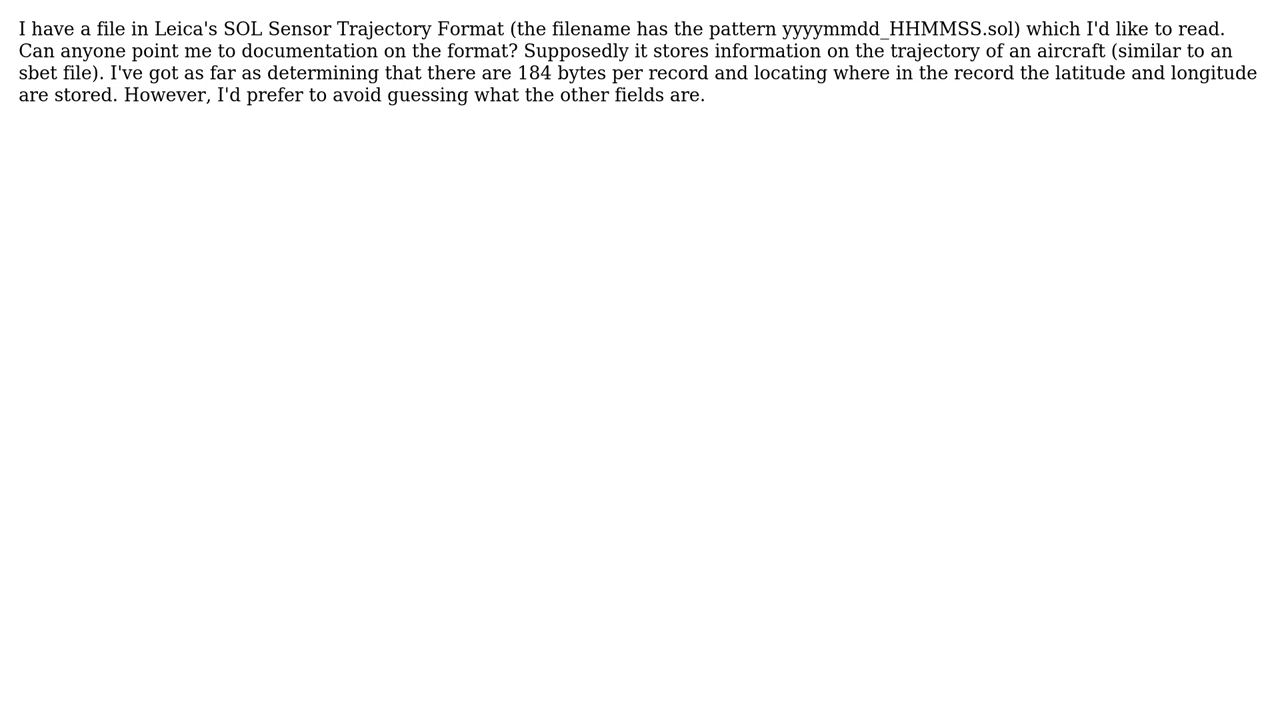 I have a file in Leica's SOL Sensor Trajectory Format (the filename has the pattern yyyymmdd_HHMMSS.sol) which I'd like to read.
Can anyone point me to documentation on the format? Supposedly it stores information on the trajectory of an aircraft (similar to an
sbet file). I've got as far as determining that there are 184 bytes per record and locating where in the record the latitude and longitude
are stored. However, I'd prefer to avoid guessing what the other fields are.